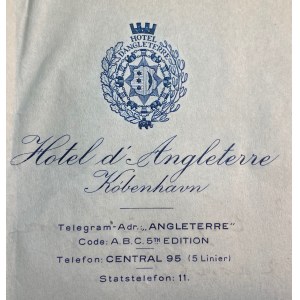 HOTEL
D'ANGLETERRE
Hotel d'Angleterre
København
Telegram-Adr. „ANGLETERRE"
Code: A.B.C. 5TH EDITION.
Telefon: CENTRAL 95 (5 Linier)
Statstelefon: 11.